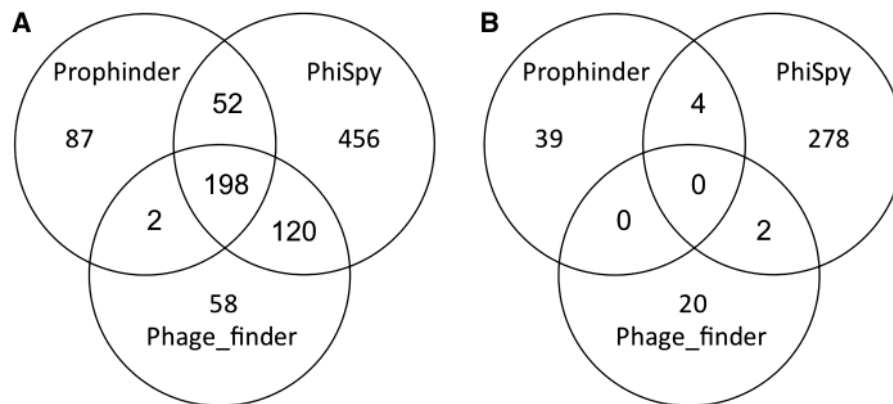 A
Prophinder
PhiSpy
52
87
456
198
2
120
58
Phage_finder
B
Prophinder
PhiSpy
4
39
278
0
0
2
20
Phage_finder